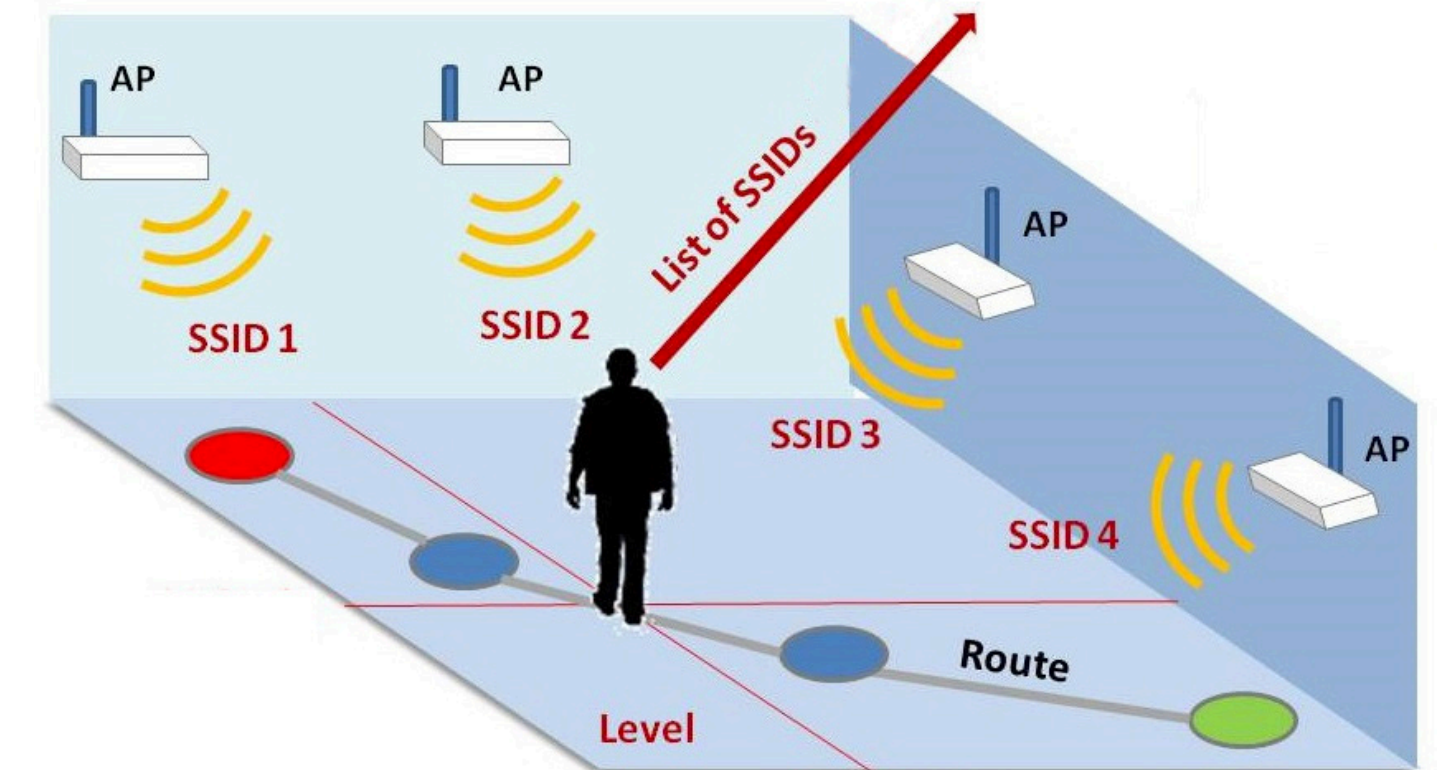 AP
AP
List of SSIDs
AP
SSID 1
SSID 2
SSID 3
AP
SSID 4
Route
Level